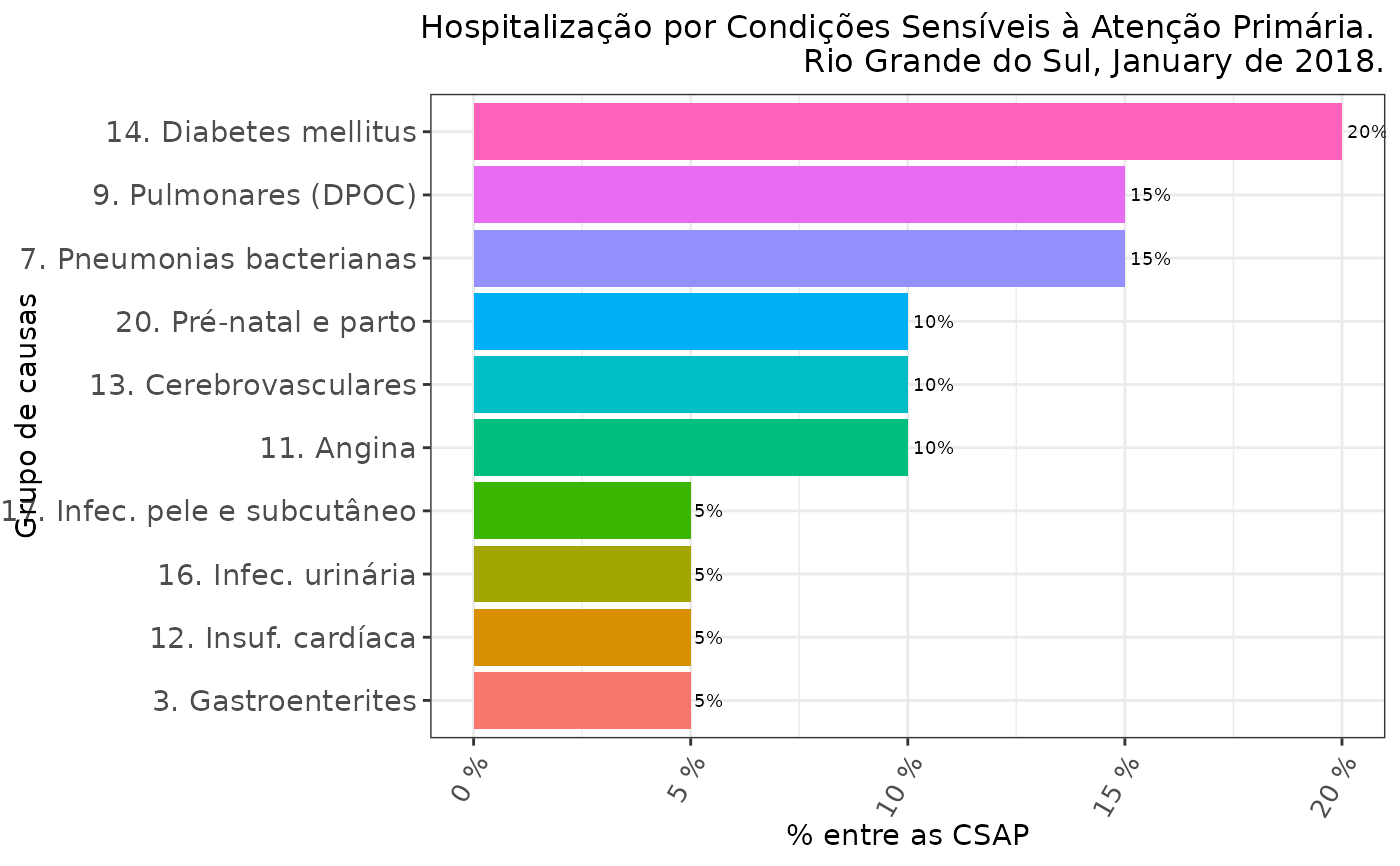 Hospitalização por Condições Sensíveis à Atenção Primária.
Rio Grande do Sul, January de 2018.
Grupo de causas
14. Diabetes mellitus 20%
9. Pulmonares (DPOC) 15%
7. Pneumonias bacterianas 15%
20. Pré-natal e parto 10%
13. Cerebrovasculares 10%
11. Angina 10%
17. Infec. pele e subcutâneo 5%
16. Infec. urinária 5%
12. Insuf. cardíaca 5%
3. Gastroenterites 5%
0 % 5 % 10 % 15 % 20 %
% entre as CSAP